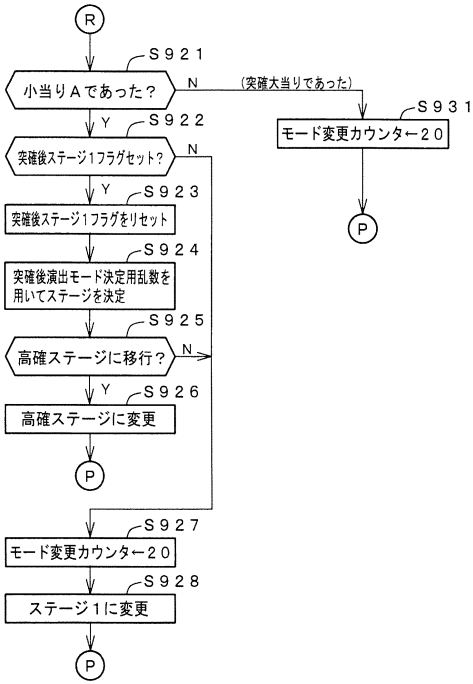 R
S921
小当りAであった?
N
(突確大当りであった)
S931
モード変更カウンタ←20
P
Y
S922
突確後ステージ1フラグセット?
N
Y
S923
突確後ステージ1フラグをリセット
S924
突確後演出モード決定用乱数を
用いてステージを決定
S925
高確ステージに移行?
N
Y
S926
高確ステージに変更
P
S927
モード変更カウンタ←20
S928
ステージ1に変更
P